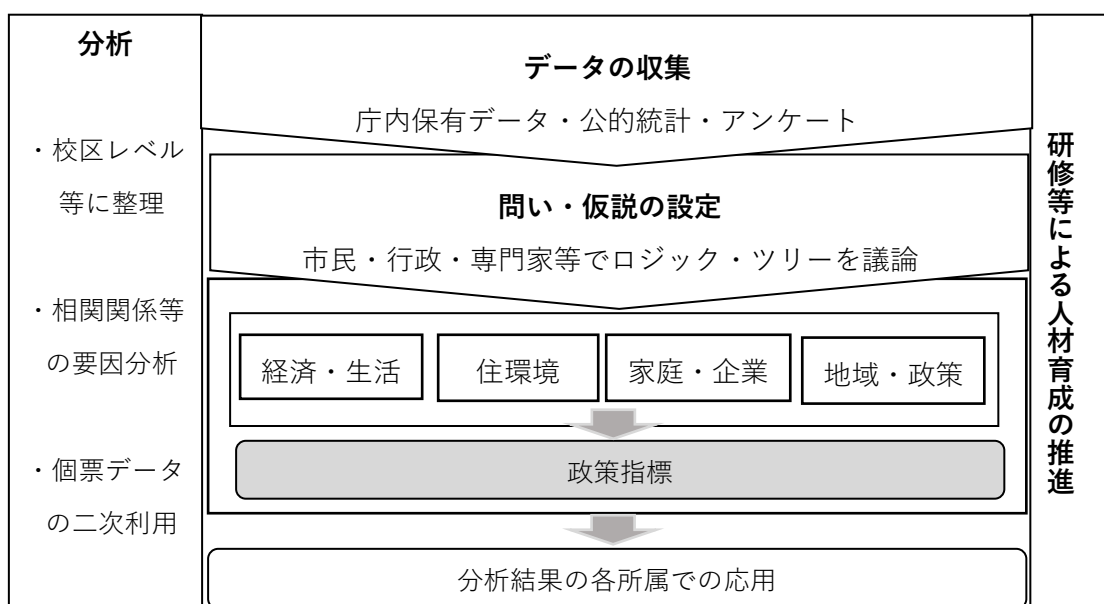 分析
・校区レベル
等に整理
・相関関係等
の要因分析
・個票データ
の二次利用
データの収集
庁内保有データ・公的統計・アンケート
問い・仮説の設定
市民・行政・専門家等でロジック・ツリーを議論
経済・生活
住環境
家庭・企業
地域・政策
政策指標
分析結果の各所属での応用
研修等による人材育成の推進